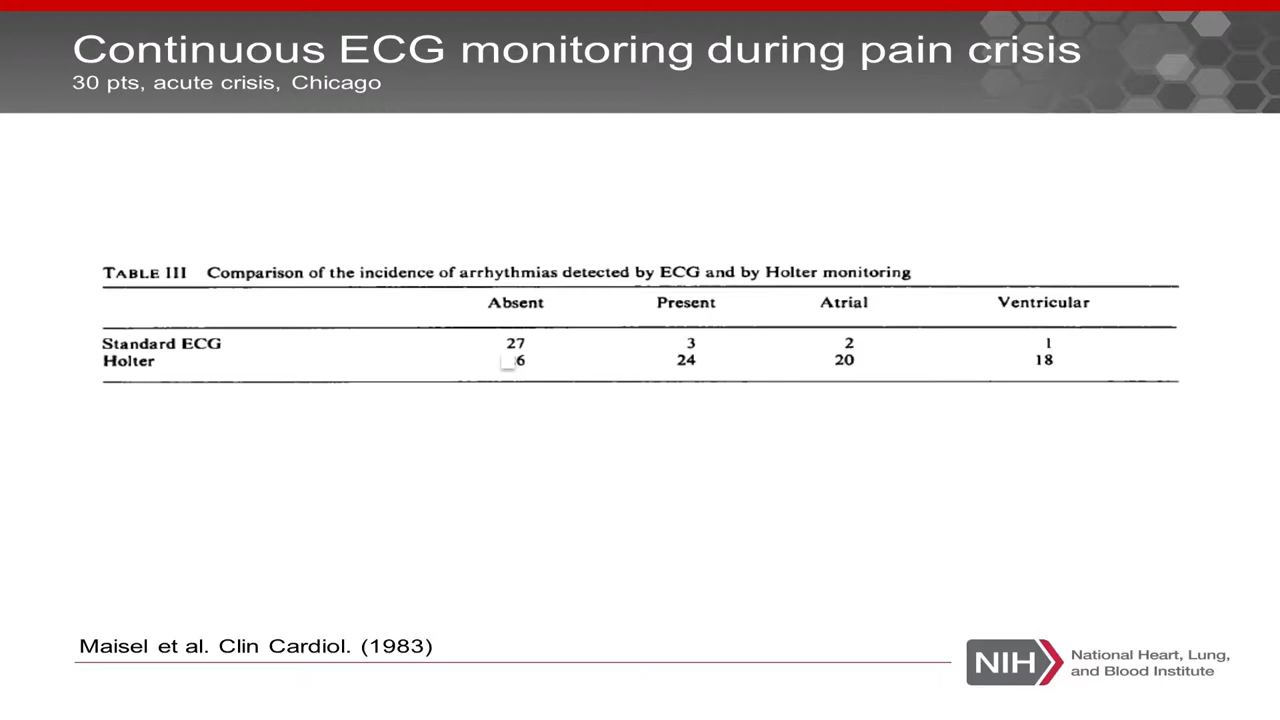 Continuous ECG monitoring during pain crisis
30 pts, acute crisis, Chicago
TABLE III Comparison of the incidence of arrhythmias detected by ECG and by Holter monitoring
Absent Present Atrial Ventricular
Standard ECG 27 3 2 1
Holter 6 24 20 18
Maisel et al. Clin Cardiol. (1983)
NIH National Heart, Lung,
and Blood Institute